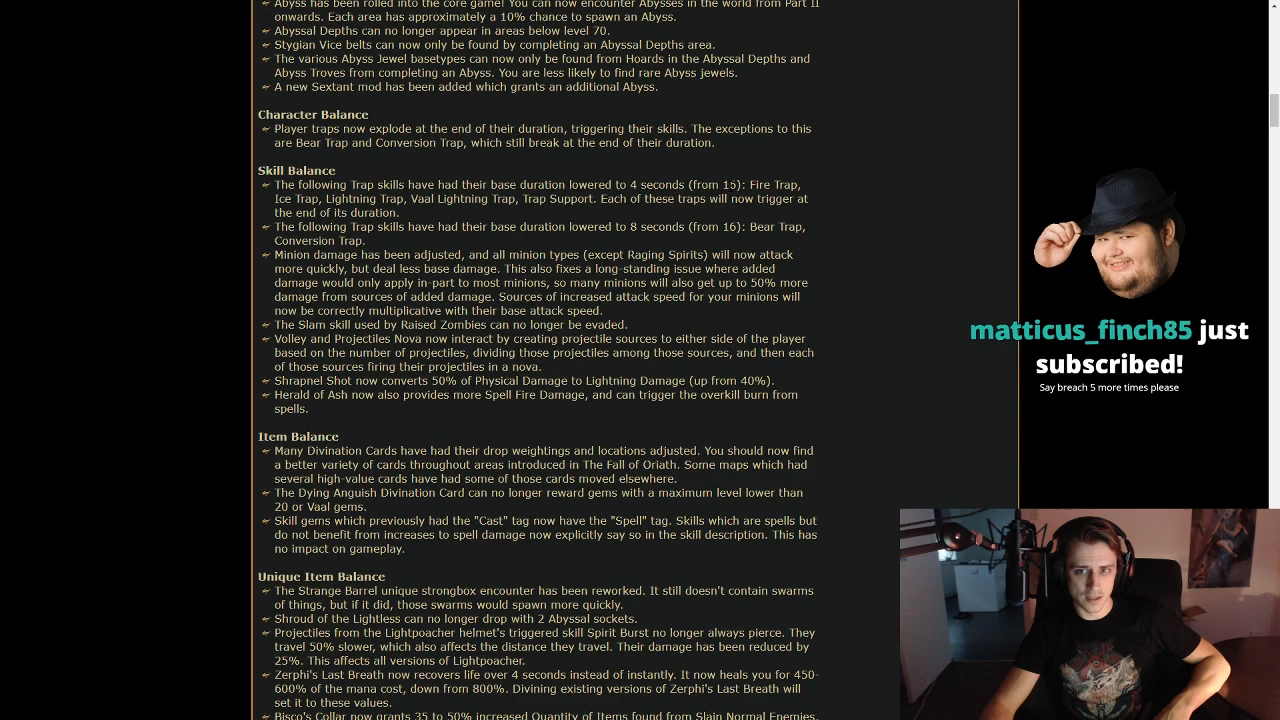 Abyss has been rolled into the core game! You can now encounter Abysses in the world from Part II
onwards. Each area has approximately a 10% chance to spawn an Abyss.
Abyssal Depths can no longer appear in areas below level 70.
Stygian Vice belts can now only be found by completing an Abyssal Depths area.
The various Abyss Jewel basetypes can now only be found from Hoards in the Abyssal Depths and
Abyss Troves from completing an Abyss. You are less likely to find rare Abyss jewels.
A new Sextant mod has been added which grants an additional Abyss.
Character Balance
Player traps now explode at the end of their duration, triggering their skills. The exceptions to this
are Bear Trap and Conversion Trap, which still break at the end of their duration.
Skill Balance
The following Trap skills have had their base duration lowered to 4 seconds (from 16): Fire Trap,
Ice Trap, Lightning Trap, Vaal Lightning Trap, Trap Support. Each of these traps will now trigger at
the end of its duration.
The following Trap skills have had their base duration lowered to 8 seconds (from 16): Bear Trap,
Conversion Trap.
Minion damage has been adjusted, and all minion types (except Raging Spirits) will now attack
more quickly, but deal less base damage. This also fixes a long-standing issue where added
damage would only apply in-part to most minions, so many minions will also get up to 50% more
damage from sources of added damage. Sources of increased attack speed for your minions will
now be correctly multiplicative with their base attack speed.
The Slam skill used by Raised Zombies can no longer be evaded.
Volley and Projectiles Nova now interact by creating projectile sources to either side of the player
based on the number of projectiles, dividing those projectiles among those sources, and then each
of those sources firing their projectiles in a nova.
Shrapnel Shot now converts 50% of Physical Damage to Lightning Damage (up from 40%).
Herald of Ash now also provides more Spell Fire Damage, and can trigger the overkill burn from
spells.
Item Balance
Many Divination Cards have had their drop weightings and locations adjusted. You should now find
a better variety of cards throughout areas introduced in The Fall of Oriath. Some maps which had
several high-value cards have had some of those cards moved elsewhere.
The Dying Anguish Divination Card can no longer reward gems with a maximum level lower than
20 or Vaal gems.
Skill gems which previously had the "Cast" tag now have the "Spell" tag. Skills which are spells but
do not benefit from increases to spell damage now explicitly say so in the skill description. This has
no impact on gameplay.
Unique Item Balance
The Strange Barrel unique strongbox encounter has been reworked. It still doesn't contain swarms
of things, but if it did, those swarms would spawn more quickly.
Shroud of the Lightless can no longer drop with 2 Abyssal sockets.
Projectiles from the Lightpoacher helmet's triggered skill Spirit Burst no longer always pierce. They
travel 50% slower, which also affects the distance they travel. Their damage has been reduced by
25%. This affects all versions of Lightpoacher.
Zerphi's Last Breath now recovers life over 4 seconds instead of instantly. It now heals you for 450-
600% of the mana cost, down from 800%. Divining existing versions of Zerphi's Last Breath will
set it to these values.
Bisco's Collar now grants 35 to 50% increased Quantity of Items found from Slain Normal Enemies,
matticus_finch85 just
subscribed!
Say breach 5 more times please